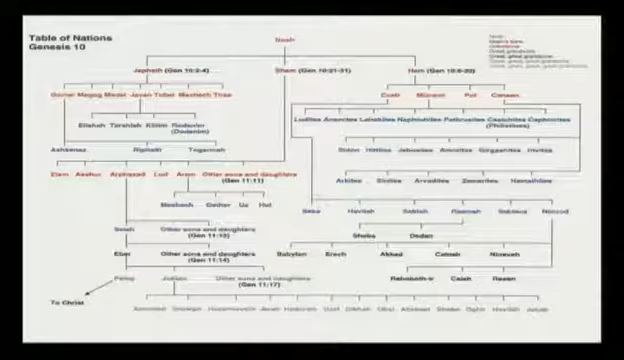 Table of Nations
Genesis 10
Noah
Japheth (Gen 10:2-4)
Shem (Gen 10:21-31)
Ham (Gen 10:6-20)
Gomer Magog Madai Javan Tubal Meshech Tiras
Cush Mizraim Put Canaan
Ludites Anamites Lehabites Naphtuhites Pathrusites Casluhites Caphtorites
(Philistines)
Elishah Tarshish Kittim Rodanim
(Dodanim)
Ashkenaz Riphath Togarmah
Sidon Hittites Jebusites Amorites Girgashites Hivites
Elam Asshur Arphaxad Lud Aram Other sons and daughters
(Gen 11:11)
Arkites Sinites Arvadites Zemarites Hamathites
Meshech Gether Uz Hul
Seba Havilah Sabtah Raamah Sabteca Nimrod
Selah Other sons and daughters
(Gen 11:13)
Sheba Dedan
Eber Other sons and daughters
(Gen 11:14)
Babylon Erech Akkad Calneh Nineveh
Peleg Joktan Other sons and daughters
(Gen 11:17)
Rehoboth-Ir Calah Resen
To Christ
Almodad Sheleph Hazarmaveth Jerah Hadoram Uzal Diklah Obal Abimael Sheba Ophir Havilah Jobab